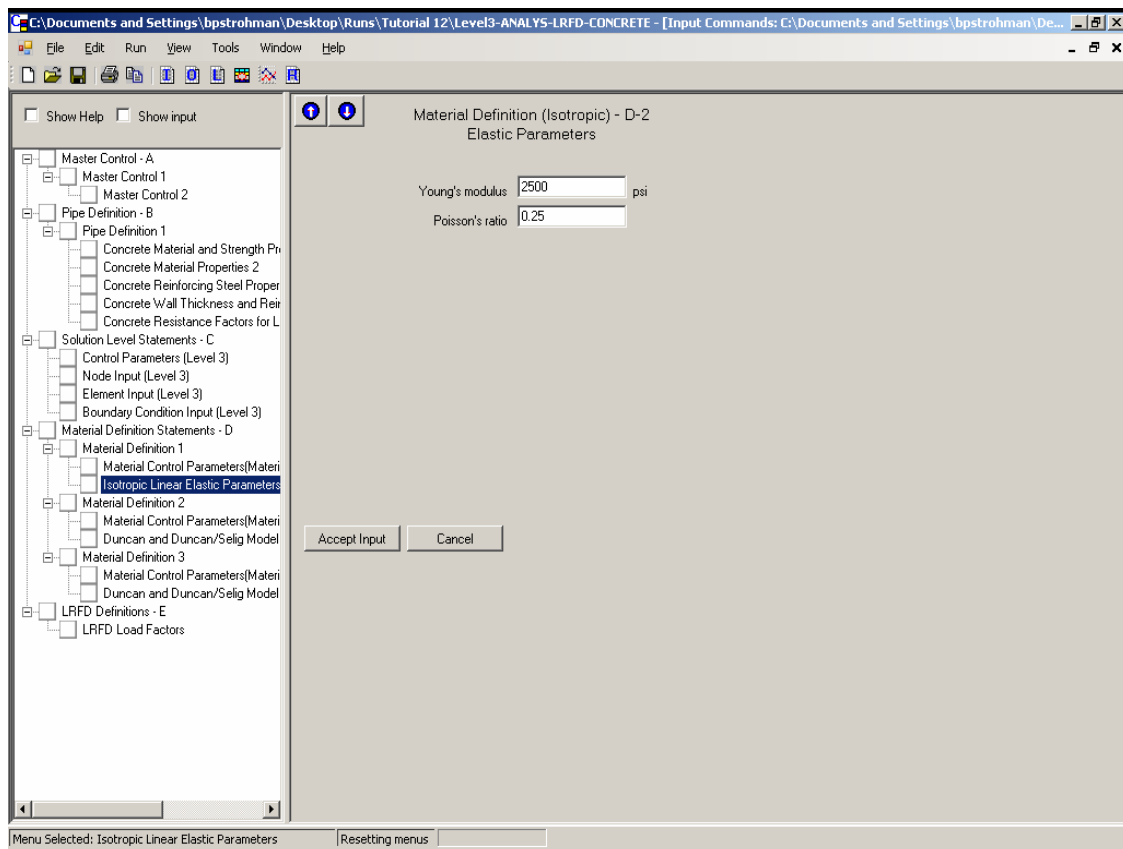 C:\Documents and Settings\bpstrohman\Desktop\Runs\Tutorial 12\Level3-ANALYS-LRFD-CONCRETE - [Input Commands: C:\Documents and Settings\bpstrohman\De...
File Edit Run View Tools Window Help
Show Help Show input
Master Control - A
Master Control 1
Master Control 2
Pipe Definition - B
Pipe Definition 1
Concrete Material and Strength Pr
Concrete Material Properties 2
Concrete Reinforcing Steel Proper
Concrete Wall Thickness and Rein
Concrete Resistance Factors for L
Solution Level Statements - C
Control Parameters (Level 3)
Node Input (Level 3)
Element Input (Level 3)
Boundary Condition Input (Level 3)
Material Definition Statements - D
Material Definition 1
Material Control Parameters(Materi
Isotropic Linear Elastic Parameters
Material Definition 2
Material Control Parameters(Materi
Duncan and Duncan/Selig Model
Material Definition 3
Material Control Parameters(Materi
Duncan and Duncan/Selig Model
LRFD Definitions - E
LRFD Load Factors
Material Definition (Isotropic) - D-2
Elastic Parameters
Young's modulus 2500 psi
Poisson's ratio 0.25
Accept Input Cancel
Menu Selected: Isotropic Linear Elastic Parameters Resetting menus